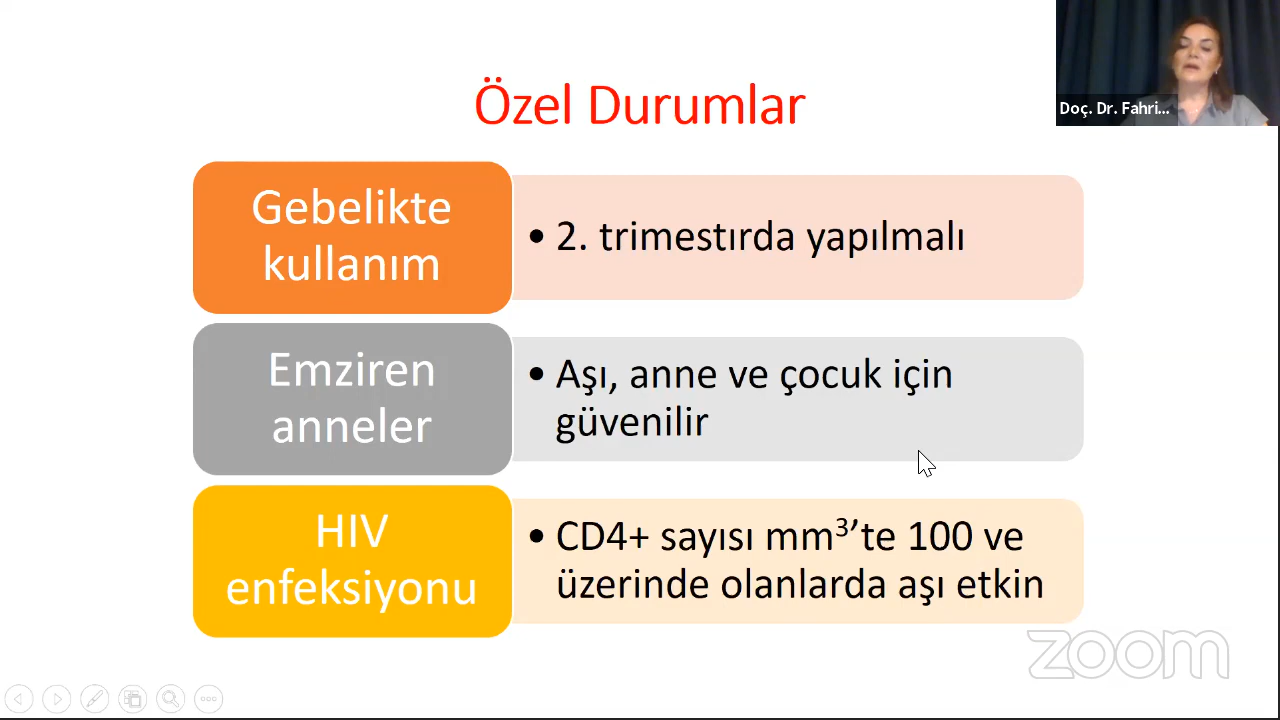 Özel Durumlar
Doç. Dr. Fahri...
Gebelikte
kullanım
• 2. trimestırda yapılmalı
Emziren
anneler
• Aşı, anne ve çocuk için
güvenilir
HIV
enfeksiyonu
• CD4+ sayısı mm³’te 100 ve
üzerinde olanlarda aşı etkin
zoom